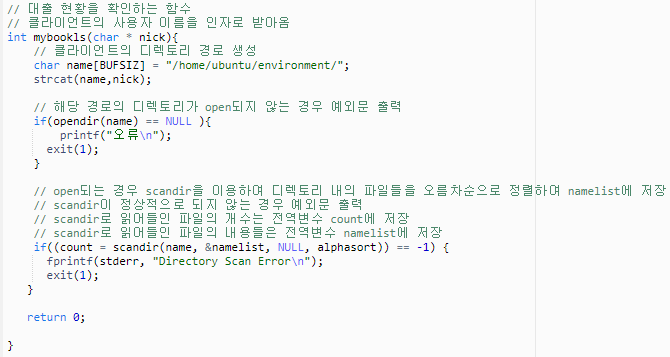 // 대출 현황을 확인하는 함수
// 클라이언트의 사용자 이름을 인자로 받아옴
int mybookls(char * nick){
    // 클라이언트의 디렉토리 경로 생성
    char name[BUFSIZ] = "/home/ubuntu/environment/";
    strcat(name,nick);

    // 해당 경로의 디렉토리가 open되지 않는 경우 예외문 출력
    if(opendir(name) == NULL ){
        printf("오류\n");
      exit(1);
    }

    // open되는 경우 scandir을 이용하여 디렉토리 내의 파일들을 오름차순으로 정렬하여 namelist에 저장
    // scandir이 정상적으로 되지 않는 경우 예외문 출력
    // scandir로 읽어들인 파일의 개수는 전역변수 count에 저장
    // scandir로 읽어들인 파일의 내용들은 전역변수 namelist에 저장
    if((count = scandir(name, &namelist, NULL, alphasort)) == -1) {
      fprintf(stderr, "Directory Scan Error\n");
      exit(1);
   }

   return 0;

}